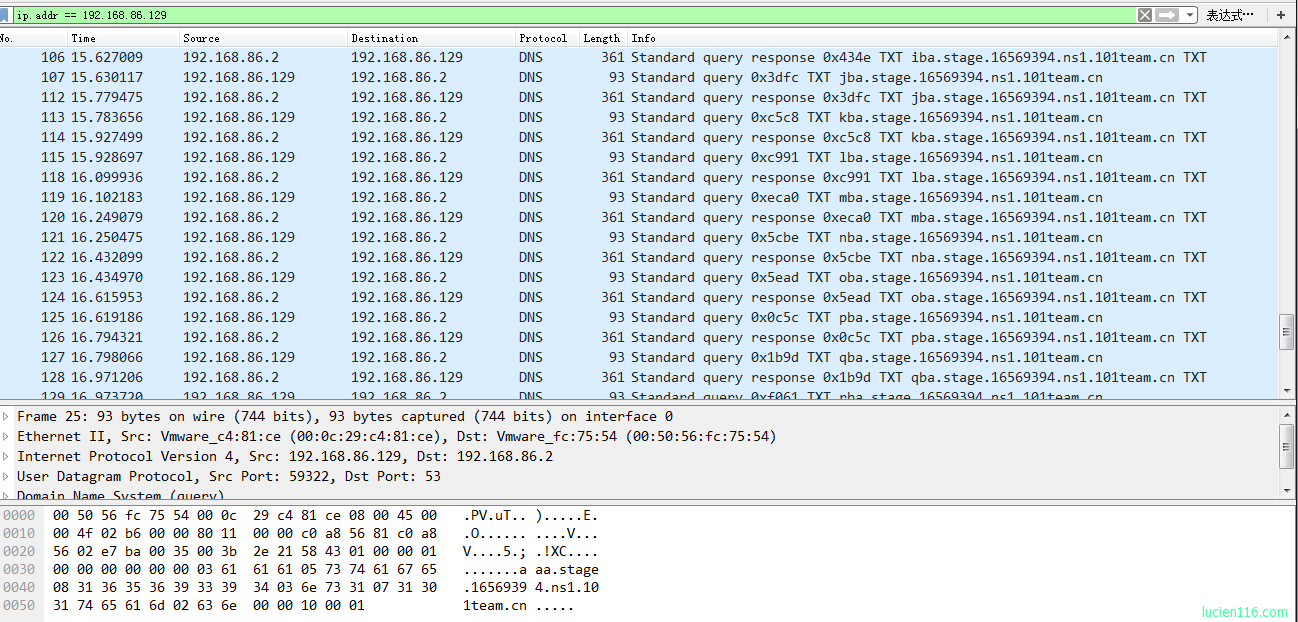 ip.addr == 192.168.86.129 表达式… +
No. Time Source Destination Protocol Length Info
106 15.627009 192.168.86.2 192.168.86.129 DNS 361 Standard query response 0x434e TXT iba.stage.16569394.ns1.101team.cn TXT
107 15.630117 192.168.86.129 192.168.86.2 DNS 93 Standard query 0x3dfc TXT jba.stage.16569394.ns1.101team.cn
112 15.779475 192.168.86.2 192.168.86.129 DNS 361 Standard query response 0x3dfc TXT jba.stage.16569394.ns1.101team.cn TXT
113 15.783656 192.168.86.129 192.168.86.2 DNS 93 Standard query 0xc5c8 TXT kba.stage.16569394.ns1.101team.cn
114 15.927499 192.168.86.2 192.168.86.129 DNS 361 Standard query response 0xc5c8 TXT kba.stage.16569394.ns1.101team.cn TXT
115 15.928697 192.168.86.129 192.168.86.2 DNS 93 Standard query 0xc991 TXT lba.stage.16569394.ns1.101team.cn
118 16.099936 192.168.86.2 192.168.86.129 DNS 361 Standard query response 0xc991 TXT lba.stage.16569394.ns1.101team.cn TXT
119 16.102183 192.168.86.129 192.168.86.2 DNS 93 Standard query 0xeca0 TXT mba.stage.16569394.ns1.101team.cn
120 16.249079 192.168.86.2 192.168.86.129 DNS 361 Standard query response 0xeca0 TXT mba.stage.16569394.ns1.101team.cn TXT
121 16.250475 192.168.86.129 192.168.86.2 DNS 93 Standard query 0x5cbe TXT nba.stage.16569394.ns1.101team.cn
122 16.432099 192.168.86.2 192.168.86.129 DNS 361 Standard query response 0x5cbe TXT nba.stage.16569394.ns1.101team.cn TXT
123 16.434970 192.168.86.129 192.168.86.2 DNS 93 Standard query 0x5ead TXT oba.stage.16569394.ns1.101team.cn
124 16.615953 192.168.86.2 192.168.86.129 DNS 361 Standard query response 0x5ead TXT oba.stage.16569394.ns1.101team.cn TXT
125 16.619186 192.168.86.129 192.168.86.2 DNS 93 Standard query 0x0c5c TXT pba.stage.16569394.ns1.101team.cn
126 16.794321 192.168.86.2 192.168.86.129 DNS 361 Standard query response 0x0c5c TXT pba.stage.16569394.ns1.101team.cn TXT
127 16.798066 192.168.86.129 192.168.86.2 DNS 93 Standard query 0x1b9d TXT qba.stage.16569394.ns1.101team.cn
128 16.971206 192.168.86.2 192.168.86.129 DNS 361 Standard query response 0x1b9d TXT qba.stage.16569394.ns1.101team.cn TXT
129 16.973720 192.168.86.129 192.168.86.2 DNS 93 Standard query 0xf061 TXT rba.stage.16569394.ns1.101team.cn
Frame 25: 93 bytes on wire (744 bits), 93 bytes captured (744 bits) on interface 0
Ethernet II, Src: Vmware_c4:81:ce (00:0c:29:c4:81:ce), Dst: Vmware_fc:75:54 (00:50:56:fc:75:54)
Internet Protocol Version 4, Src: 192.168.86.129, Dst: 192.168.86.2
User Datagram Protocol, Src Port: 59322, Dst Port: 53
Domain Name System (query)
0000 00 50 56 fc 75 54 00 0c 29 c4 81 ce 08 00 45 00 .PV.uT.. ).....E.
0010 00 4f 02 b6 00 00 80 11 00 00 c0 a8 56 81 c0 a8 .O...... ....V...
0020 56 02 e7 ba 00 35 00 3b 2e 21 58 43 01 00 00 01 V....5.; .!XC....
0030 00 00 00 00 00 00 03 61 61 61 05 73 74 61 67 65 .......a aa.stage
0040 08 31 36 35 36 39 33 39 34 03 6e 73 31 07 31 30 .1656939 4.ns1.10
0050 31 74 65 61 6d 02 63 6e 00 00 10 00 01 1team.cn .....
lucien116.com